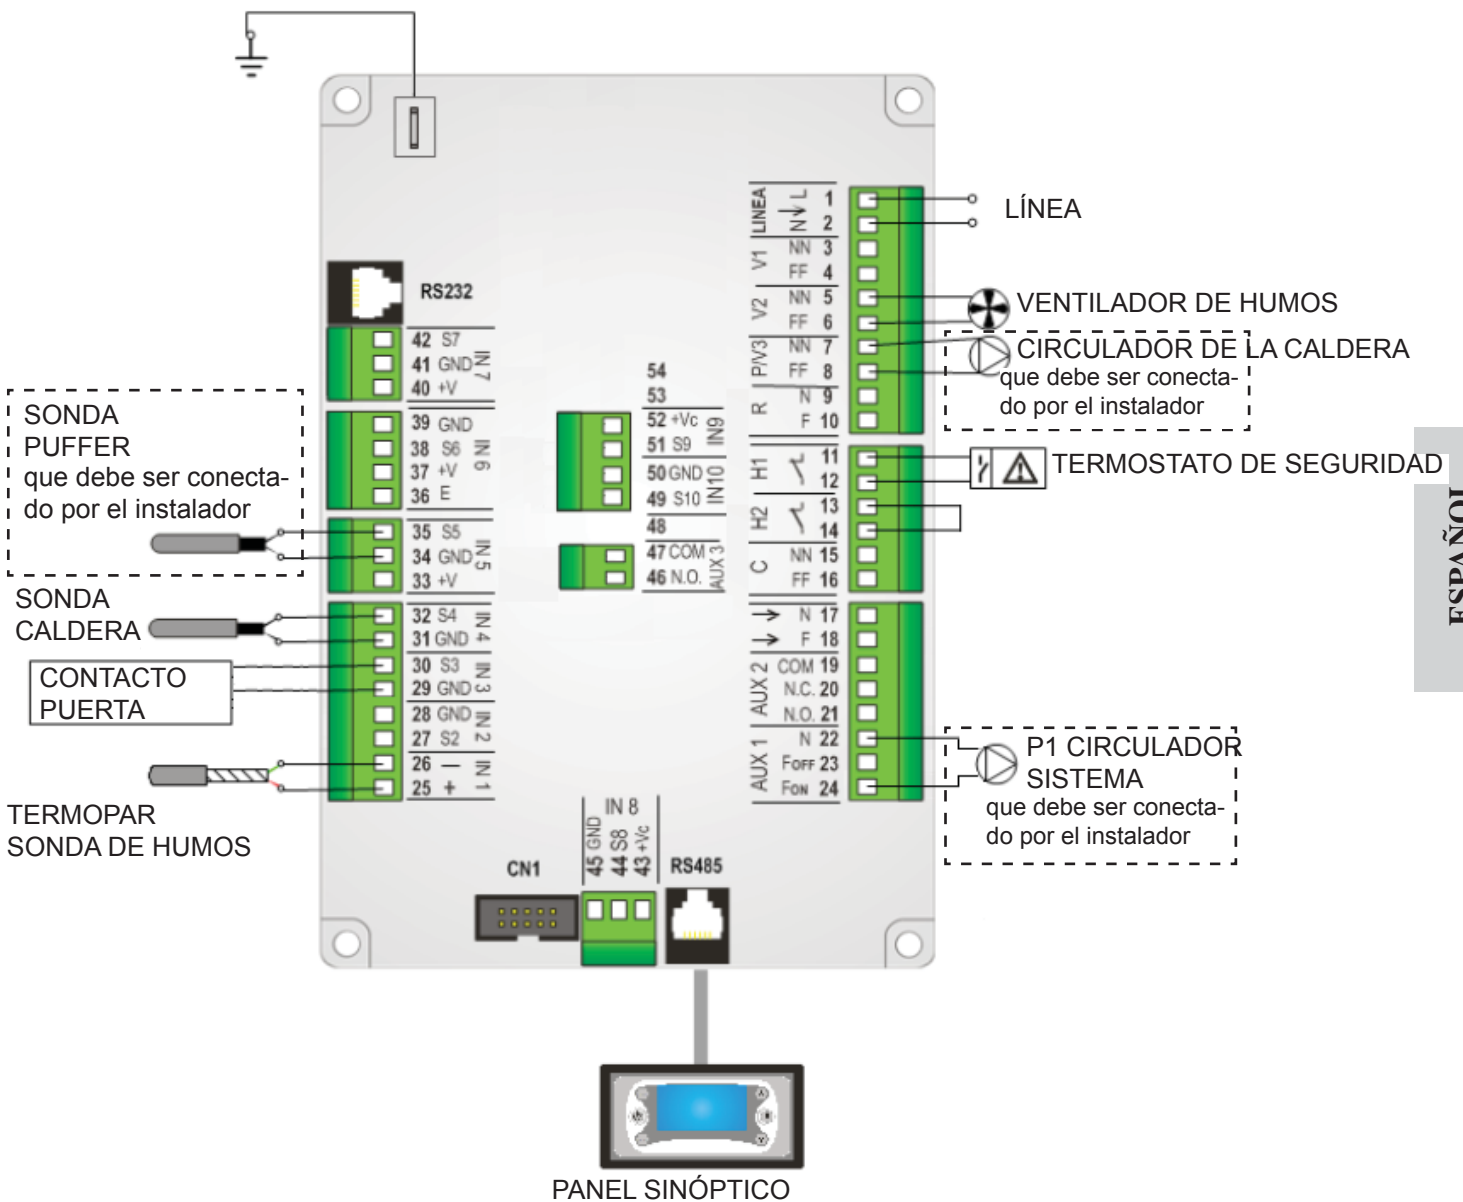 RS232
42 S7
41 GND
40 +V
IN 7
39 GND
38 S6
37 +V
36 E
IN 6
35 S5
34 GND
33 +V
IN 5
32 S4
31 GND
IN 4
30 S3
29 GND
IN 3
28 GND
27 S2
IN 2
26 —
25 +
IN 1
SONDA
PUFFER
que debe ser conecta-
do por el instalador
SONDA
CALDERA
CONTACTO
PUERTA
TERMOPAR
SONDA DE HUMOS
54
53
52 +Vc
51 S9
IN9
50 GND
49 S10
IN10
48
47 COM
46 N.O.
AUX 3
LINEA
L 1
N 2
V1
NN 3
FF 4
V2
NN 5
FF 6
P/V3
NN 7
FF 8
R
N 9
F 10
H1
11
12
H2
13
14
C
NN 15
FF 16
→ N 17
→ F 18
AUX 2
COM 19
N.C. 20
N.O. 21
AUX 1
N 22
FOFF 23
FON 24
LÍNEA
VENTILADOR DE HUMOS
CIRCULADOR DE LA CALDERA
que debe ser conecta-
do por el instalador
TERMOSTATO DE SEGURIDAD
P1 CIRCULADOR
SISTEMA
que debe ser conecta-
do por el instalador
IN 8
45 GND
44 S8
43 +Vc
CN1
RS485
PANEL SINÓPTICO
ESPAÑOL